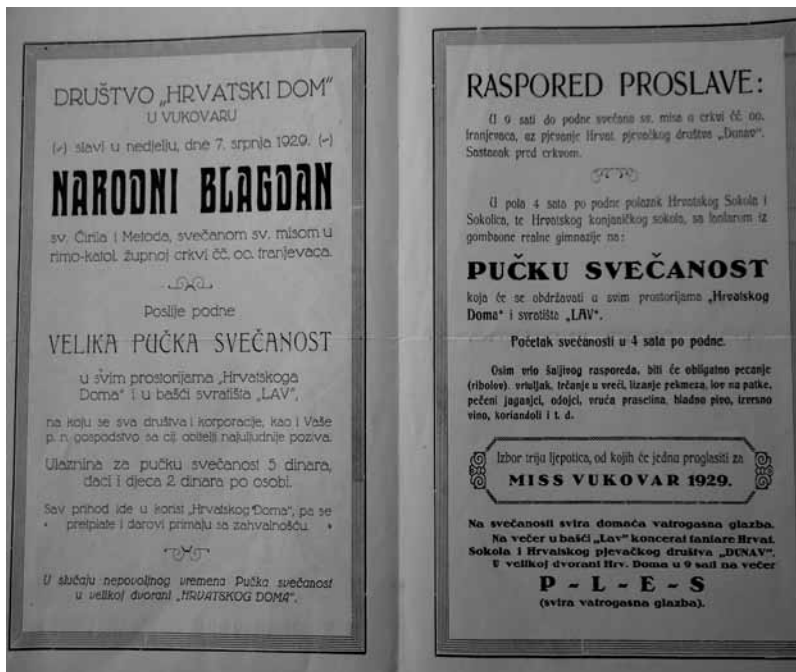 DRUŠTVO „HRVATSKI DOM"
U VUKOVARU
(-) slavi u nedjelju, dne 7. srpnja 1929. (-)
NARODNI BLAGDAN
sv. Ćirila i Metoda, svečanom sv. misom u
rimo-katol. župnoj crkvi čč. oo. franjevaca.
Poslije podne
VELIKA PUČKA SVEČANOST
u svim prostorijama „Hrvatskoga
Doma" i u bašći svratišta „LAV",
na koju se sva društva i korporacije, kao i Vaše
p. n. gospodstvo sa cij. obitelji najuljudnije poziva.
Ulaznina za pučku svečanost 5 dinara,
đaci i djeca 2 dinara po osobi.
Sav prihod ide u korist „Hrvatskog Doma", pa se
pretplate i darovi primaju sa zahvalnošću.
U slučaju nepovoljnog vremena Pučka svečanost
u velikoj dvorani „HRVATSKOG DOMA".
RASPORED PROSLAVE:
U 9 sati do podne svečana sv. misa u crkvi čč. oo.
franjevaca, uz pjevanje Hrvat. pjevačkog društva „Dunav".
Sastanak pred crkvom.
U pola 4 sata po podne polazak Hrvatskog Sokola i
Sokolica, te Hrvatskog konjaničkog sokola, sa fanfarom iz
gombaone realne gimnazije na:
PUČKU SVEČANOST
koja će se obdržavati u svim prostorijama „Hrvatskog
Doma" i svratišta „LAV".
Početak svečanosti u 4 sata po podne.
Osim vrlo šaljivog rasporeda, biti će obligatno pecanje
(ribolov), vrtuljak, trčanje u vreći, lizanje pekmeza, lov na patke,
pečeni jaganjci, odojci, vruća praselina, hladno pivo, izvrsno
vino, koriandoli i t. d.
Izbor triju ljepotica, od kojih će jedna proglasiti za
MISS VUKOVAR 1929.
Na svečanosti svira domaća vatrogasna glazba.
Na večer u bašći „Lav" koncerat fanfare Hrvat.
Sokola i Hrvatskog pjevačkog društva „DUNAV".
U velikoj dvorani Hrv. Doma u 9 sati na večer
P - L - E - S
(svira vatrogasna glazba).